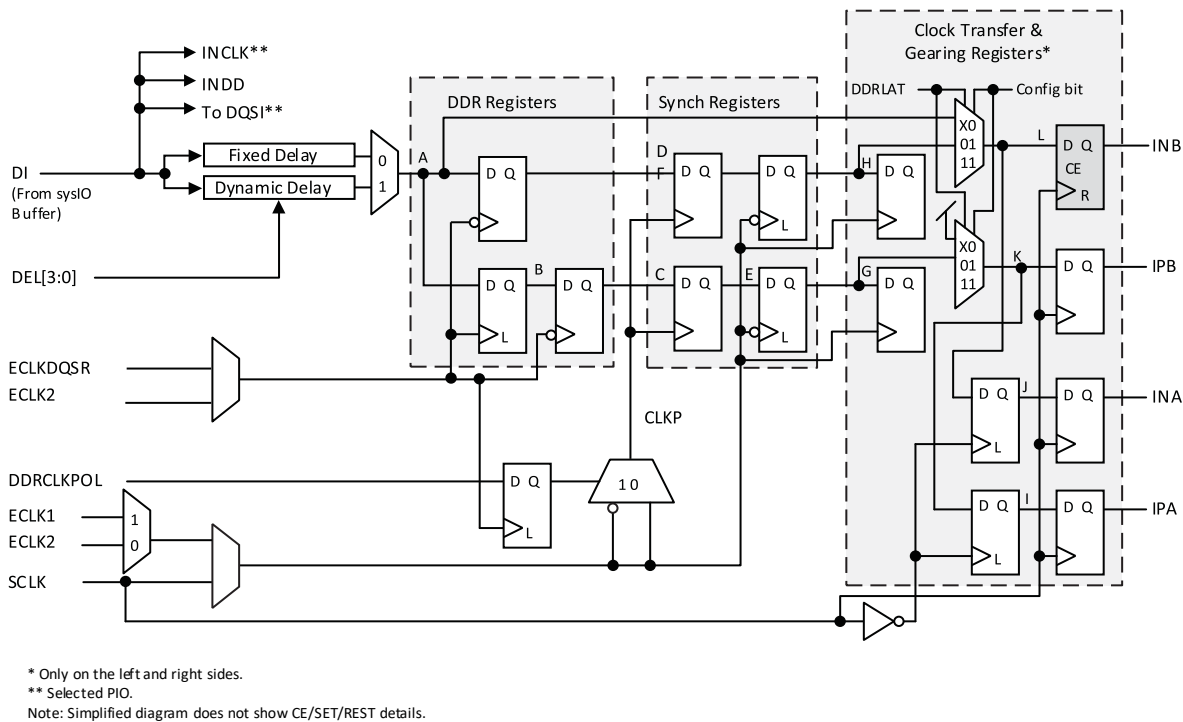 Clock Transfer &
Gearing Registers*
INCLK**
INDD
To DQSI**
DDR Registers
Synch Registers
DDRLAT
Config bit
DI
(From sysIO
Buffer)
Fixed Delay
Dynamic Delay
0
1
A
D Q
D
F
D Q
D Q
L
H
D Q
X0
01
11
L
D Q
CE
R
INB
DEL[3:0]
D Q
L
B
D Q
C
D Q
E
D Q
L
G
D Q
X0
01
11
K
D Q
IPB
ECLKDQSR
ECLK2
CLKP
D Q
L
J
D Q
INA
DDRCLKPOL
D Q
L
1 0
ECLK1
ECLK2
1
0
D Q
L
I
D Q
IPA
SCLK
* Only on the left and right sides.
** Selected PIO.
Note: Simplified diagram does not show CE/SET/REST details.